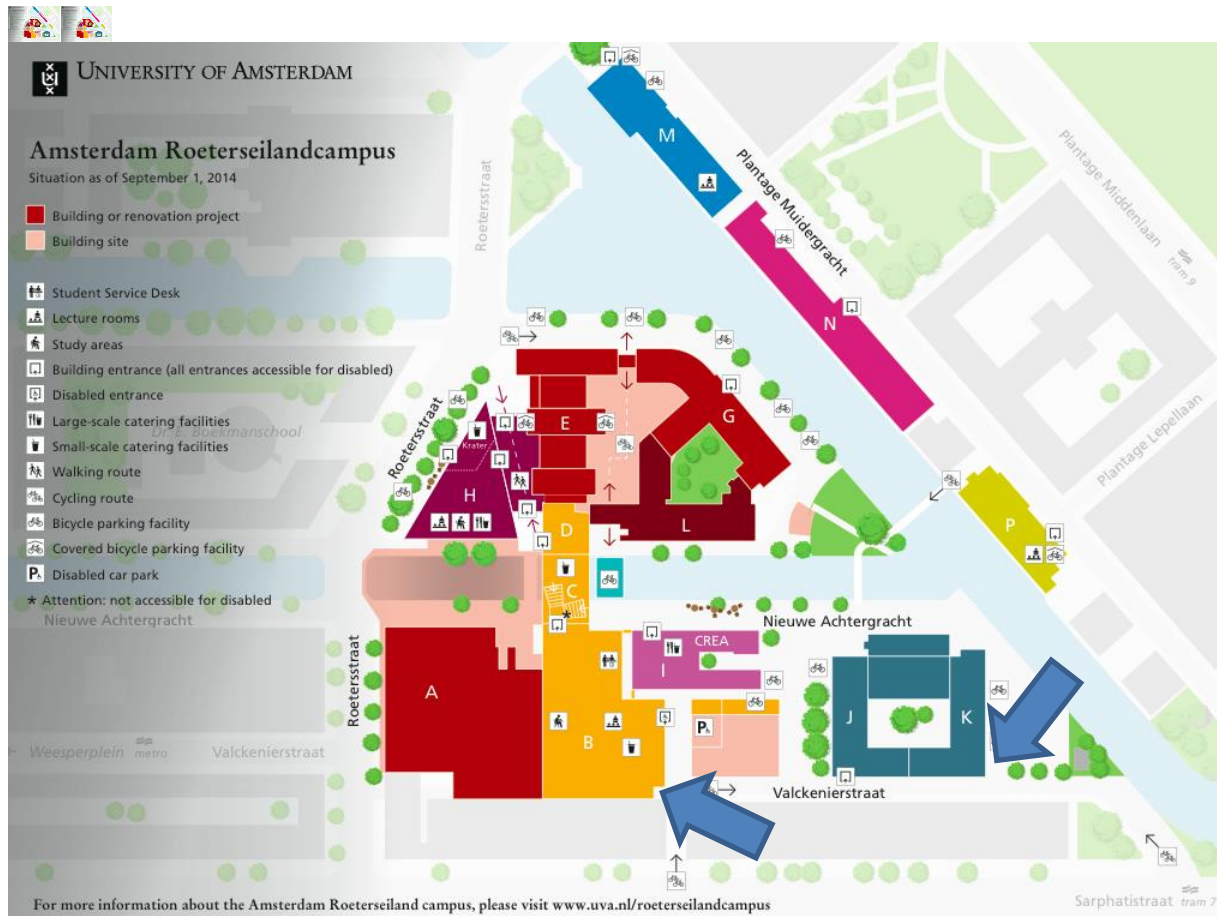 UNIVERSITY OF AMSTERDAM
Amsterdam Roeterseilandcampus
Situation as of September 1, 2014
Building or renovation project
Building site
Student Service Desk
Lecture rooms
Study areas
Building entrance (all entrances accessible for disabled)
Disabled entrance
Large-scale catering facilities
Small-scale catering facilities
Walking route
Cycling route
Bicycle parking facility
Covered bicycle parking facility
P Disabled car park
* Attention: not accessible for disabled
Nieuwe Achtergracht
Dr. E. Boekmanschool
Roetersstraat
Roetersstraat
Roetersstraat
Weesperplein metro
Valckenierstraat
M
Plantage Muidergracht
Plantage Middenlaan
tram 9
N
Plantage Lepellaan
E
G
Krater
H
L
D
P
C
*
Nieuwe Achtergracht
CREA
I
A
B
P
J
K
Valckenierstraat
Sarphatistraat tram 7
For more information about the Amsterdam Roeterseiland campus, please visit www.uva.nl/roeterseilandcampus